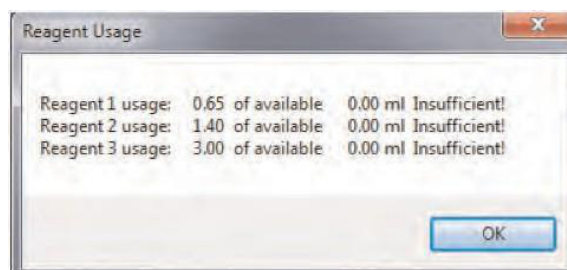 Reagent Usage
Reagent 1 usage: 0.65 of available 0.00 ml Insufficient!
Reagent 2 usage: 1.40 of available 0.00 ml Insufficient!
Reagent 3 usage: 3.00 of available 0.00 ml Insufficient!
OK